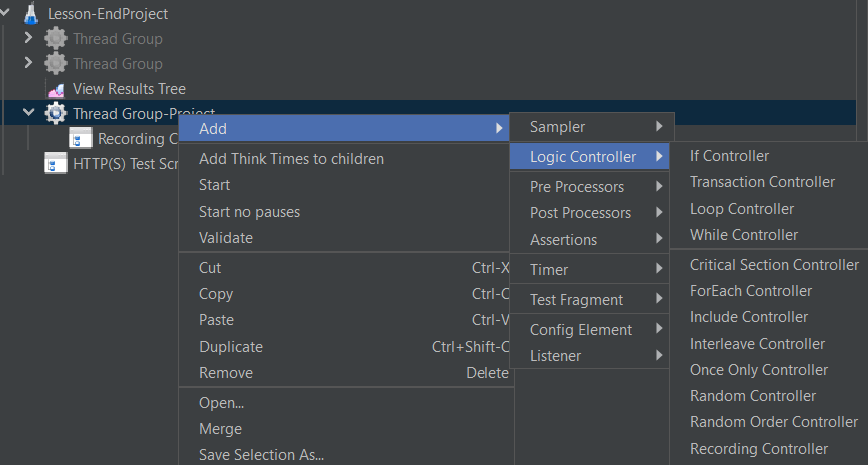 Lesson-EndProject
Thread Group
Thread Group
View Results Tree
Thread Group-Project
Recording C
HTTP(S) Test Scr
Add
Add Think Times to children
Start
Start no pauses
Validate
Cut Ctrl-X
Copy Ctrl-C
Paste Ctrl-V
Duplicate Ctrl+Shift-C
Remove Delete
Open...
Merge
Save Selection As...
Sampler
Logic Controller
Pre Processors
Post Processors
Assertions
Timer
Test Fragment
Config Element
Listener
If Controller
Transaction Controller
Loop Controller
While Controller
Critical Section Controller
ForEach Controller
Include Controller
Interleave Controller
Once Only Controller
Random Controller
Random Order Controller
Recording Controller